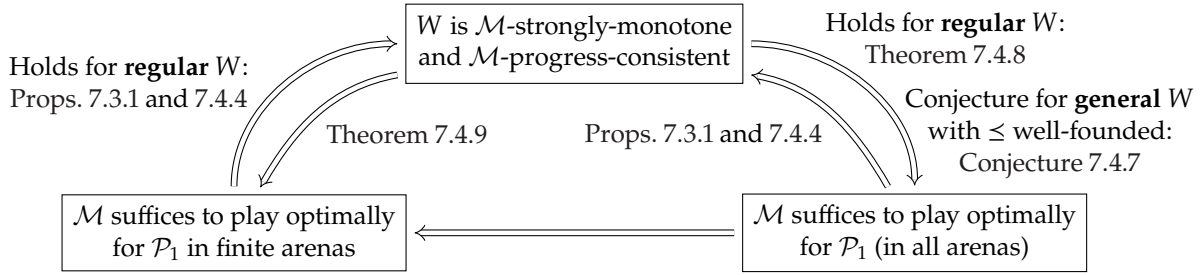 W is M-strongly-monotone
and M-progress-consistent
Holds for regular W:
Props. 7.3.1 and 7.4.4
Holds for regular W:
Theorem 7.4.8
Theorem 7.4.9
Props. 7.3.1 and 7.4.4
Conjecture for general W
with ⪯ well-founded:
Conjecture 7.4.7
M suffices to play optimally
for P₁ in finite arenas
M suffices to play optimally
for P₁ (in all arenas)